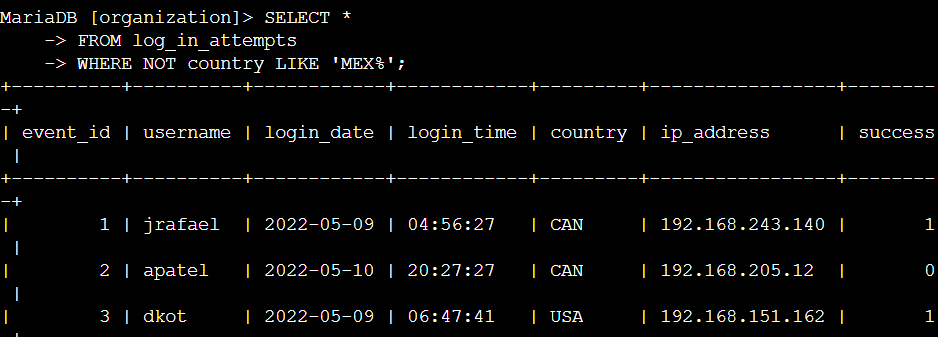 MariaDB [organization]> SELECT *
    -> FROM log_in_attempts
    -> WHERE NOT country LIKE 'MEX%';
+----------+----------+------------+------------+---------+-----------------+--------
-+
| event_id | username | login_date | login_time | country | ip_address      | success
 |
+----------+----------+------------+------------+---------+-----------------+--------
-+
|        1 | jrafael  | 2022-05-09 | 04:56:27   | CAN     | 192.168.243.140 |       1
 |
|        2 | apatel   | 2022-05-10 | 20:27:27   | CAN     | 192.168.205.12  |       0
 |
|        3 | dkot     | 2022-05-09 | 06:47:41   | USA     | 192.168.151.162 |       1